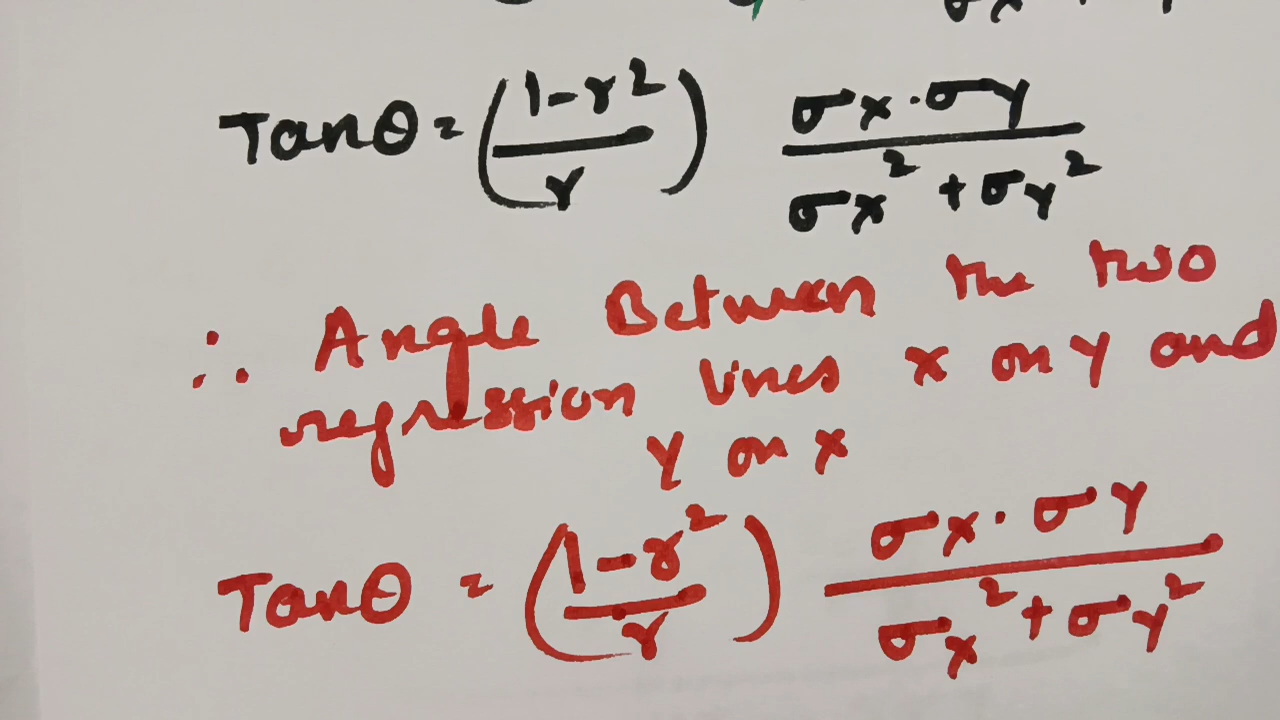 Tanθ = ((1-r²)/r) (σx·σy)/(σx² + σy²)
∴ Angle Between the two
regression lines x on y and
y on x
Tanθ = ((1-r²)/r) (σx·σy)/(σx² + σy²)